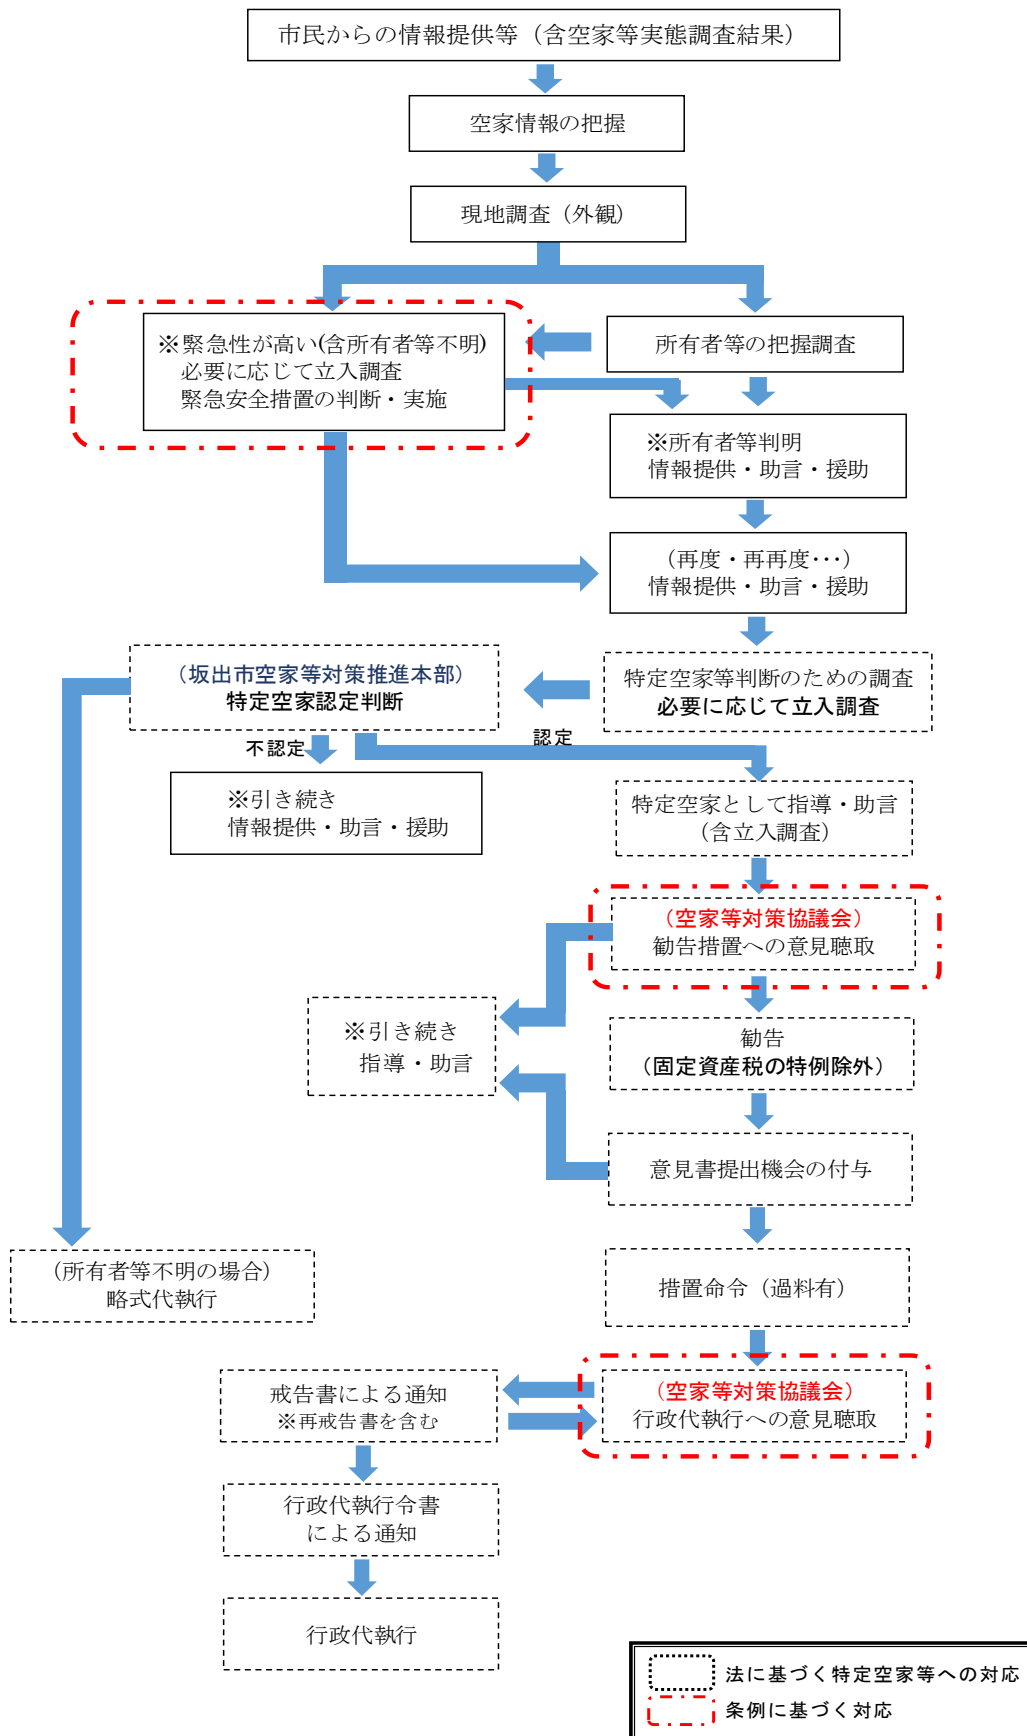 市民からの情報提供等（含空家等実態調査結果）
空家情報の把握
現地調査（外観）
※緊急性が高い(含所有者等不明)
必要に応じて立入調査
緊急安全措置の判断・実施
所有者等の把握調査
※所有者等判明
情報提供・助言・援助
（再度・再再度･･･）
情報提供・助言・援助
特定空家等判断のための調査
必要に応じて立入調査
（坂出市空家等対策推進本部）
特定空家認定判断
不認定
認定
※引き続き
情報提供・助言・援助
特定空家として指導・助言
（含立入調査）
（空家等対策協議会）
勧告措置への意見聴取
※引き続き
指導・助言
勧告
（固定資産税の特例除外）
意見書提出機会の付与
（所有者等不明の場合）
略式代執行
措置命令（過料有）
戒告書による通知
※再戒告書を含む
（空家等対策協議会）
行政代執行への意見聴取
行政代執行令書
による通知
行政代執行
法に基づく特定空家等への対応
条例に基づく対応